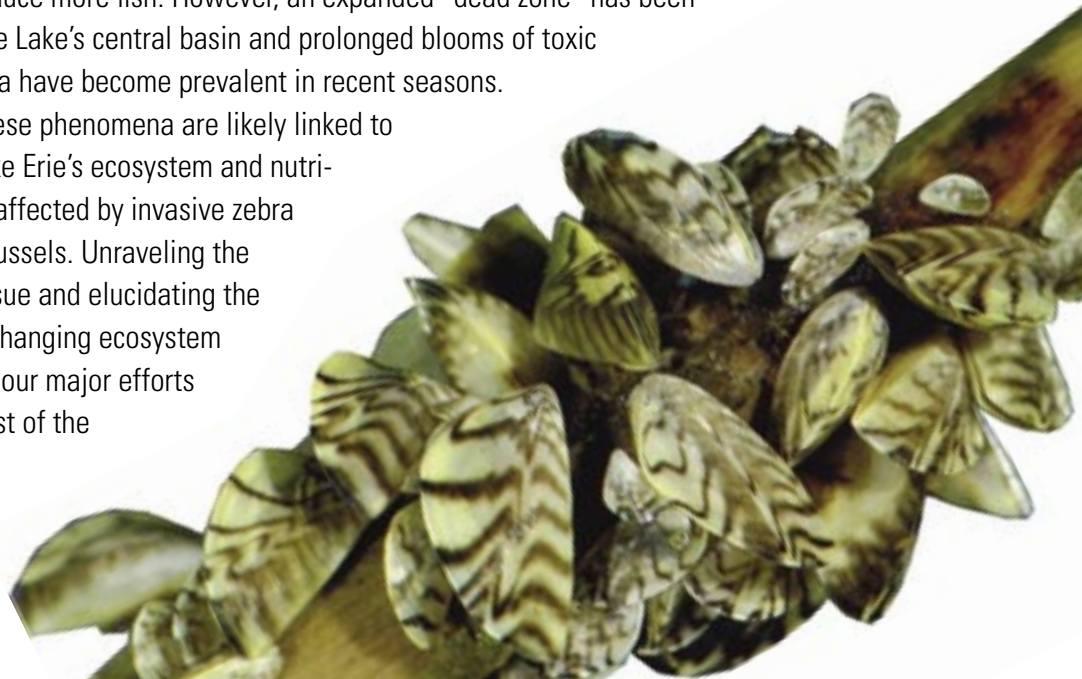 uce more fish. However, an expanded “dead zone” has been
e Lake’s central basin and prolonged blooms of toxic
a have become prevalent in recent seasons.
ese phenomena are likely linked to
e Erie’s ecosystem and nutri-
affected by invasive zebra
ussels. Unraveling the
sue and elucidating the
hanging ecosystem
our major efforts
st of the